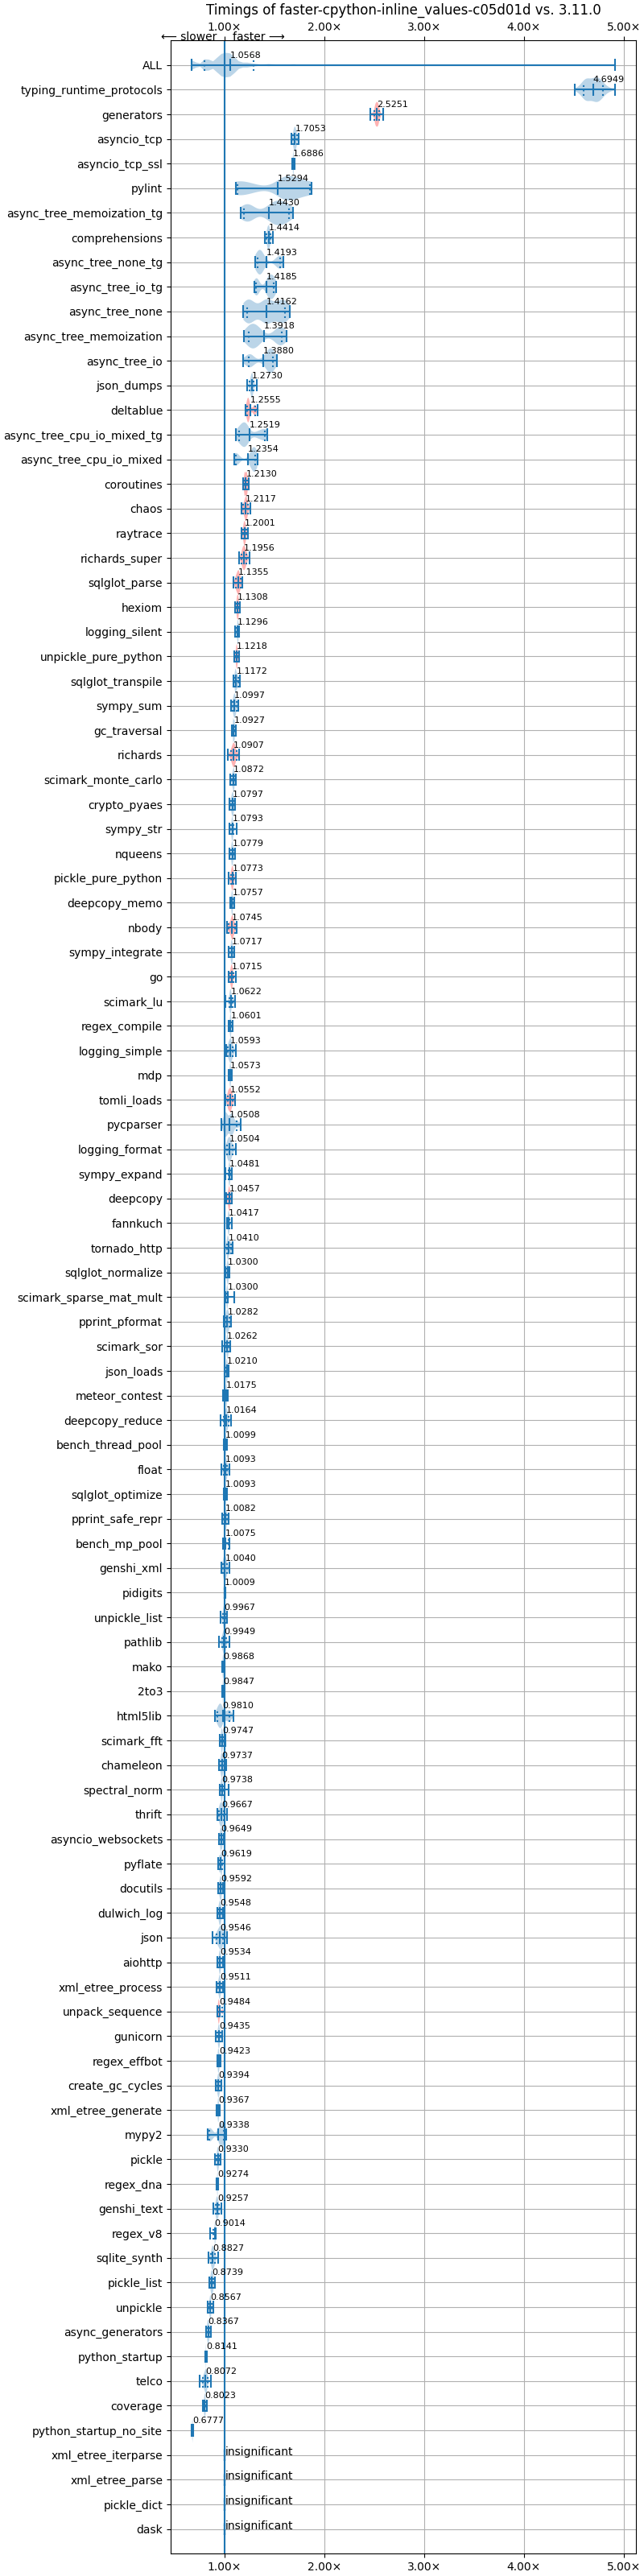 Timings of faster-cpython-inline_values-c05d01d vs. 3.11.0
1.00× 2.00× 3.00× 4.00× 5.00×
⟵ slower faster ⟶
ALL 1.0568
typing_runtime_protocols 4.6949
generators 2.5251
asyncio_tcp 1.7053
asyncio_tcp_ssl 1.6886
pylint 1.5294
async_tree_memoization_tg 1.4430
comprehensions 1.4414
async_tree_none_tg 1.4193
async_tree_io_tg 1.4185
async_tree_none 1.4162
async_tree_memoization 1.3918
async_tree_io 1.3880
json_dumps 1.2730
deltablue 1.2555
async_tree_cpu_io_mixed_tg 1.2519
async_tree_cpu_io_mixed 1.2354
coroutines 1.2130
chaos 1.2117
raytrace 1.2001
richards_super 1.1956
sqlglot_parse 1.1355
hexiom 1.1308
logging_silent 1.1296
unpickle_pure_python 1.1218
sqlglot_transpile 1.1172
sympy_sum 1.0997
gc_traversal 1.0927
richards 1.0907
scimark_monte_carlo 1.0872
crypto_pyaes 1.0797
sympy_str 1.0793
nqueens 1.0779
pickle_pure_python 1.0773
deepcopy_memo 1.0757
nbody 1.0745
sympy_integrate 1.0717
go 1.0715
scimark_lu 1.0622
regex_compile 1.0601
logging_simple 1.0593
mdp 1.0573
tomli_loads 1.0552
pycparser 1.0508
logging_format 1.0504
sympy_expand 1.0481
deepcopy 1.0457
fannkuch 1.0417
tornado_http 1.0410
sqlglot_normalize 1.0300
scimark_sparse_mat_mult 1.0300
pprint_pformat 1.0282
scimark_sor 1.0262
json_loads 1.0210
meteor_contest 1.0175
deepcopy_reduce 1.0164
bench_thread_pool 1.0099
float 1.0093
sqlglot_optimize 1.0093
pprint_safe_repr 1.0082
bench_mp_pool 1.0075
genshi_xml 1.0040
pidigits 1.0009
unpickle_list 0.9967
pathlib 0.9949
mako 0.9868
2to3 0.9847
html5lib 0.9810
scimark_fft 0.9747
chameleon 0.9737
spectral_norm 0.9738
thrift 0.9667
asyncio_websockets 0.9649
pyflate 0.9619
docutils 0.9592
dulwich_log 0.9548
json 0.9546
aiohttp 0.9534
xml_etree_process 0.9511
unpack_sequence 0.9484
gunicorn 0.9435
regex_effbot 0.9423
create_gc_cycles 0.9394
xml_etree_generate 0.9367
mypy2 0.9338
pickle 0.9330
regex_dna 0.9274
genshi_text 0.9257
regex_v8 0.9014
sqlite_synth 0.8827
pickle_list 0.8739
unpickle 0.8567
async_generators 0.8367
python_startup 0.8141
telco 0.8072
coverage 0.8023
python_startup_no_site 0.6777
xml_etree_iterparse insignificant
xml_etree_parse insignificant
pickle_dict insignificant
dask insignificant
1.00× 2.00× 3.00× 4.00× 5.00×